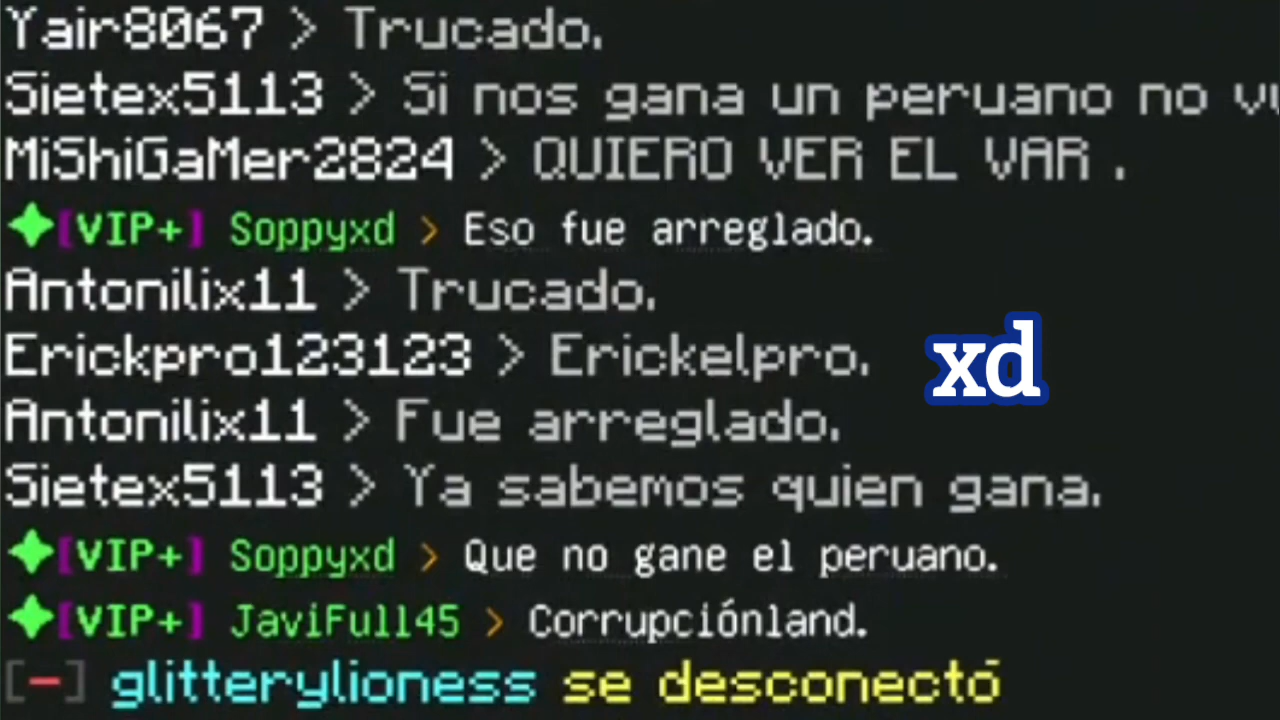 Yair8067 > Trucado.
Sietex5113 > Si nos gana un peruano no
MiShiGaMer2824 > QUIERO VER EL VAR .
[VIP+] Soppyxd > Eso fue arreglado.
Antonilix11 > Trucado.
Erickpro123123 > Erickelpro.
xd
Antonilix11 > Fue arreglado.
Sietex5113 > Ya sabemos quien gana.
[VIP+] Soppyxd > Que no gane el peruano.
[VIP+] JaviFull45 > Corrupciónland.
[-] glitterylioness se desconectó